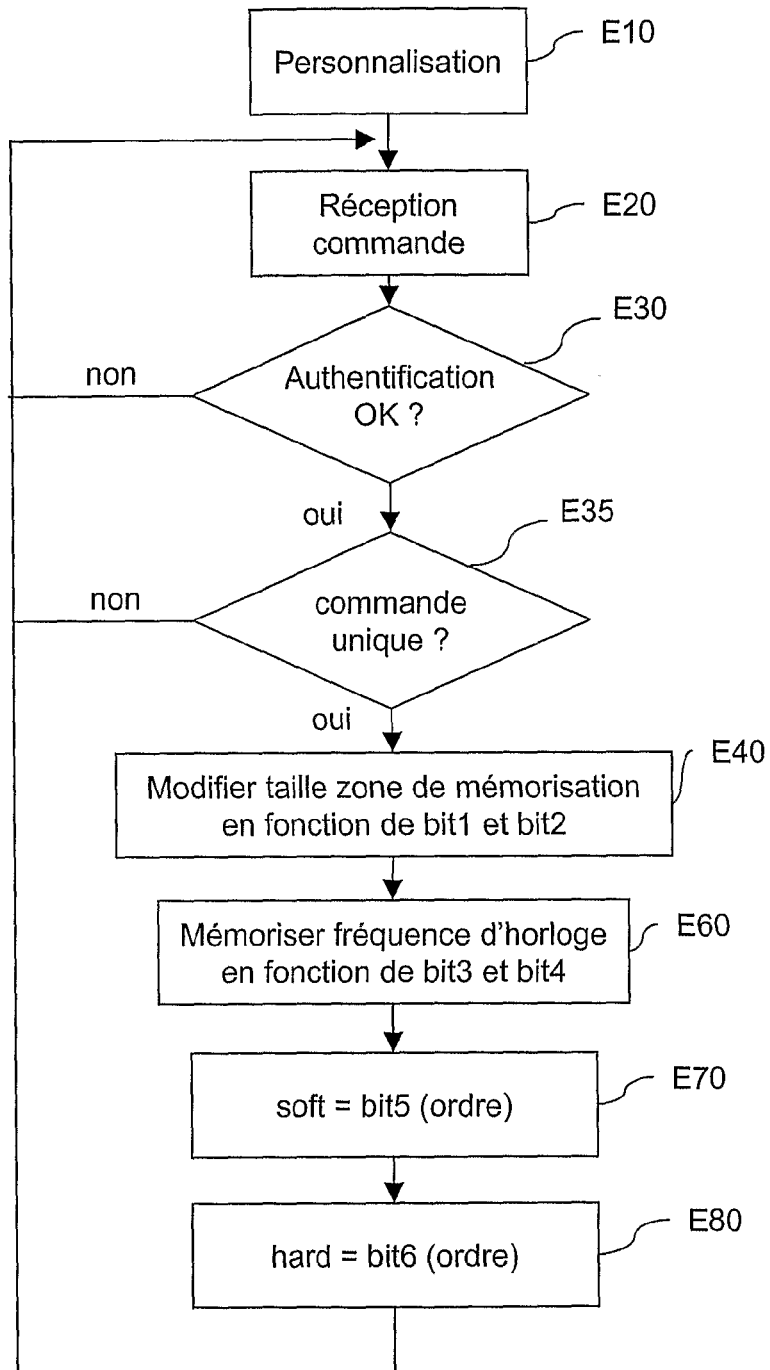 E10
Personnalisation
E20
Réception
commande
E30
non
Authentification
OK ?
oui
E35
non
commande
unique ?
oui
E40
Modifier taille zone de mémorisation
en fonction de bit1 et bit2
E60
Mémoriser fréquence d'horloge
en fonction de bit3 et bit4
E70
soft = bit5 (ordre)
E80
hard = bit6 (ordre)